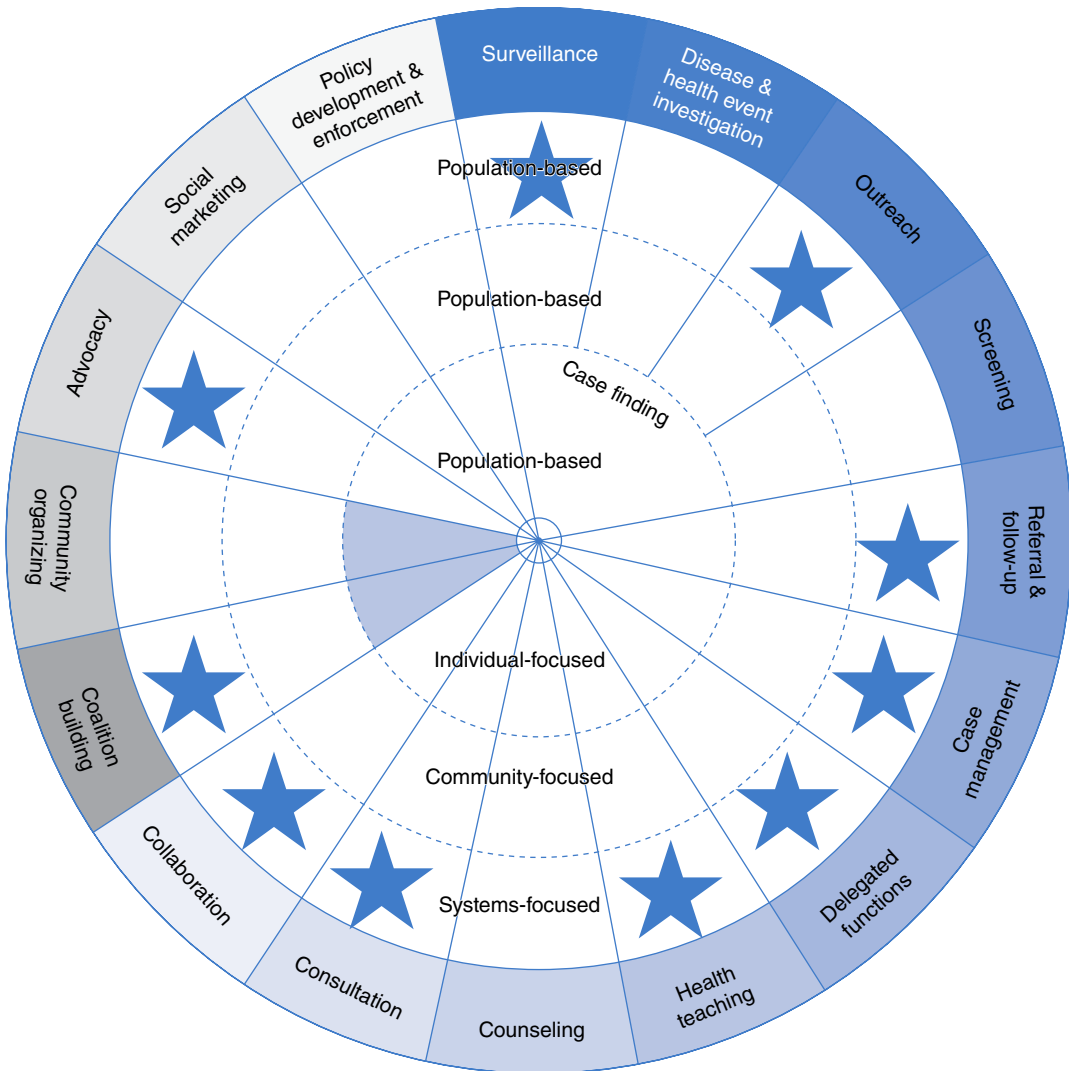 Surveillance
Disease &
health event
investigation
Outreach
Screening
Referral &
follow-up
Case
management
Delegated
functions
Health
teaching
Counseling
Consultation
Collaboration
Coalition
building
Community
organizing
Advocacy
Social
marketing
Policy
development &
enforcement
Population-based
Population-based
Case finding
Population-based
Individual-focused
Community-focused
Systems-focused